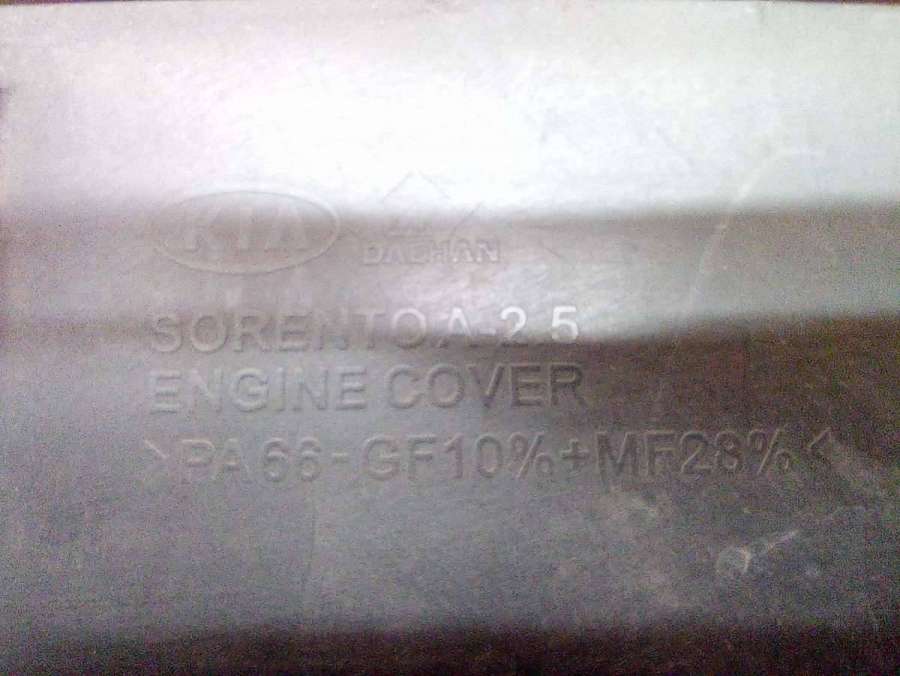 KIA DAEHAN
SORENTO A-2.5
ENGINE COVER
>PA66-GF10%+MF28%<